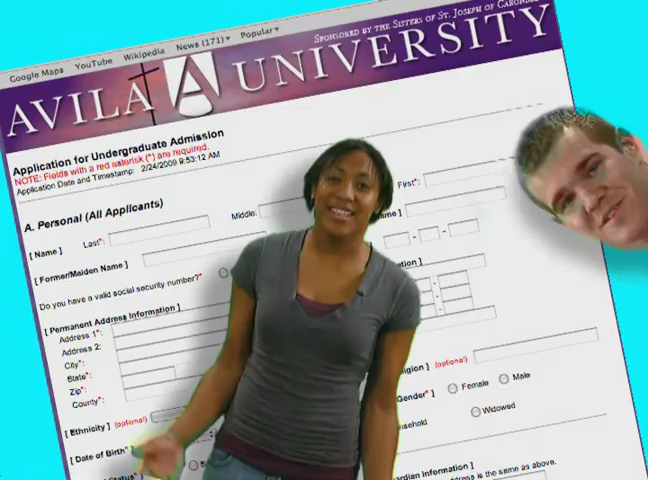 Google Maps YouTube Wikipedia News (171)▾ Popular▾
SPONSORED BY THE SISTERS OF ST. JOSEPH OF CARONDELET
AVILA UNIVERSITY
Application for Undergraduate Admission
NOTE: Fields with a red asterisk (*) are required.
Application Date and Timestamp: 2/24/2009 9:53:12 AM
A. Personal (All Applicants)
[ Name ] Last*: Middle: First*:
[ Former/Maiden Name ]
Do you have a valid social security number?*
[ Permanent Address Information ]
Address 1*:
Address 2:
City*:
State*:
Zip*:
County*:
(optional)
[ Ethnicity ] (optional)
Gender* ] Female Male
[ Date of Birth* ]
Widowed
Status*
is the same as above.